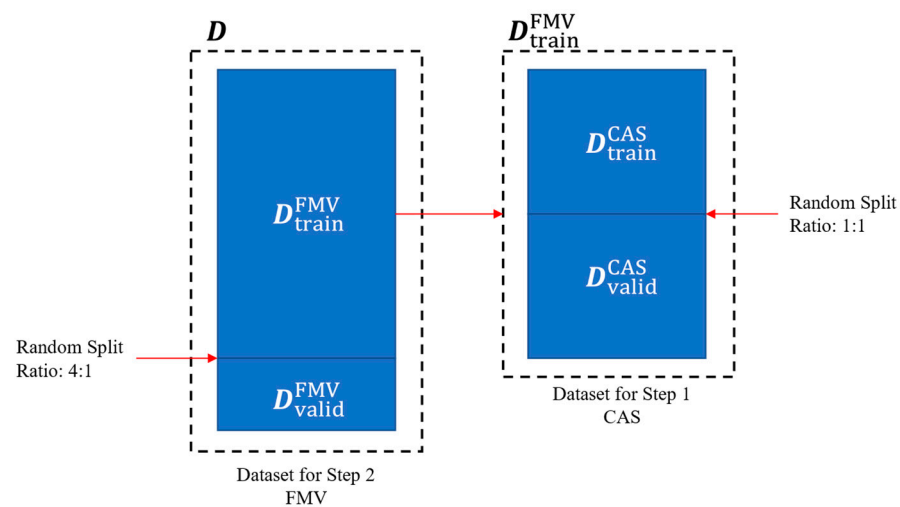 D
D^FMV_train
D^FMV_train
D^CAS_train
D^CAS_valid
Random Split
Ratio: 1:1
Random Split
Ratio: 4:1
D^FMV_valid
Dataset for Step 1
CAS
Dataset for Step 2
FMV